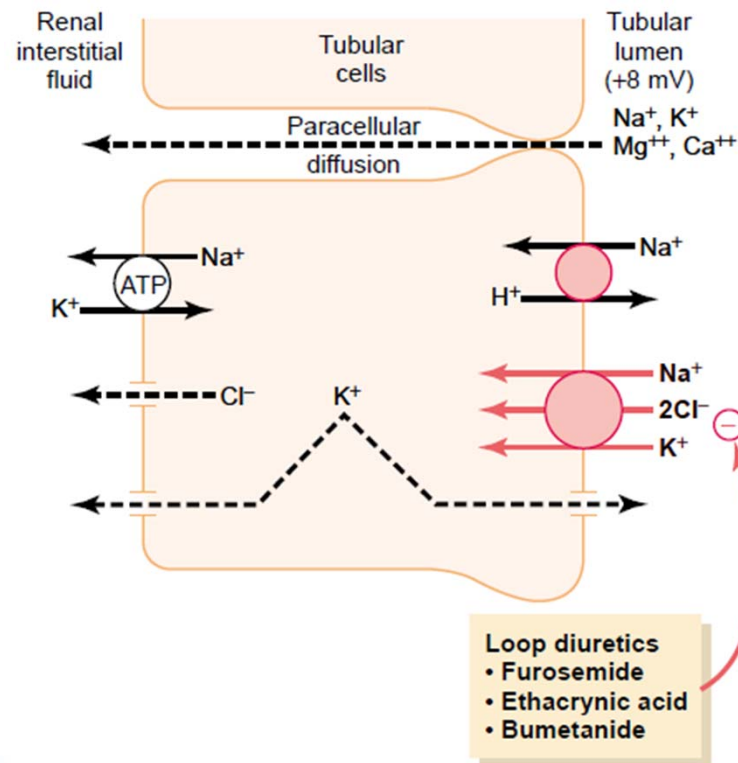 Renal
interstitial
fluid
Tubular
cells
Tubular
lumen
(+8 mV)
Paracellular
diffusion
Na⁺, K⁺
Mg⁺⁺, Ca⁺⁺
Na⁺
ATP
K⁺
Na⁺
H⁺
Cl⁻
K⁺
Na⁺
2Cl⁻
K⁺
−
Loop diuretics
• Furosemide
• Ethacrynic acid
• Bumetanide